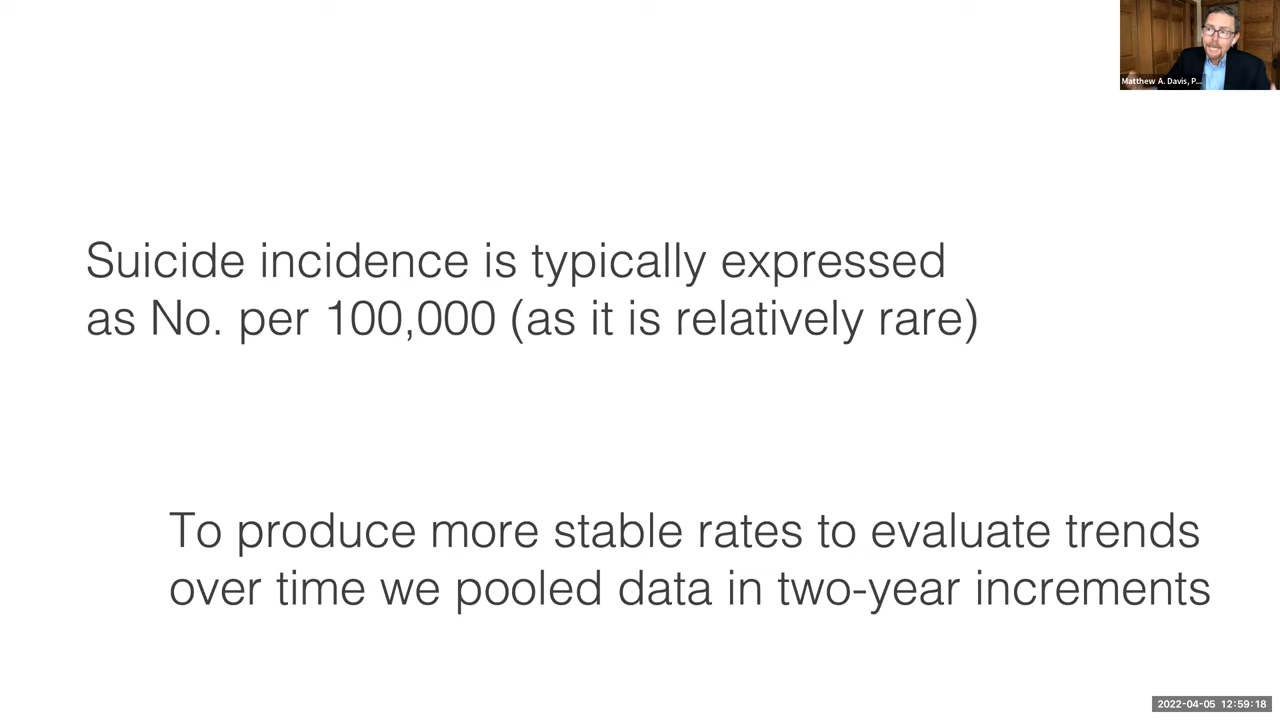 Matthew A. Davis, P...
Suicide incidence is typically expressed
as No. per 100,000 (as it is relatively rare)
To produce more stable rates to evaluate trends
over time we pooled data in two-year increments
2022-04-05 12:59:18